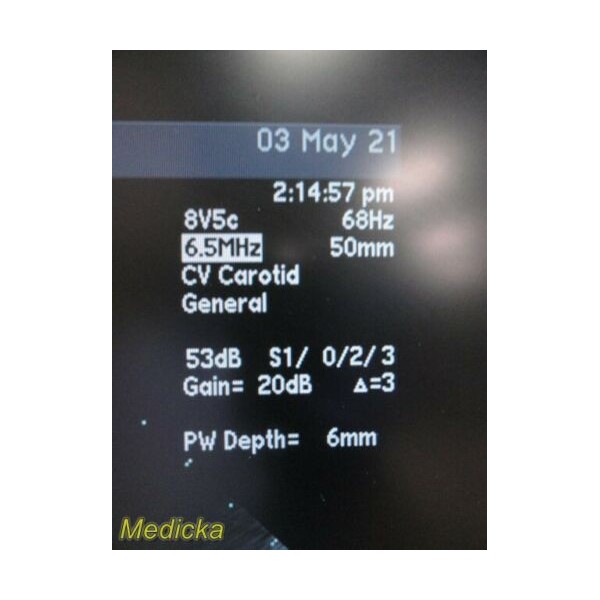 03 May 21
2:14:57 pm
8V5c 68Hz
6.5MHz 50mm
CV Carotid
General
53dB S1/ 0/2/3
Gain= 20dB Δ=3
PW Depth= 6mm
Medicka